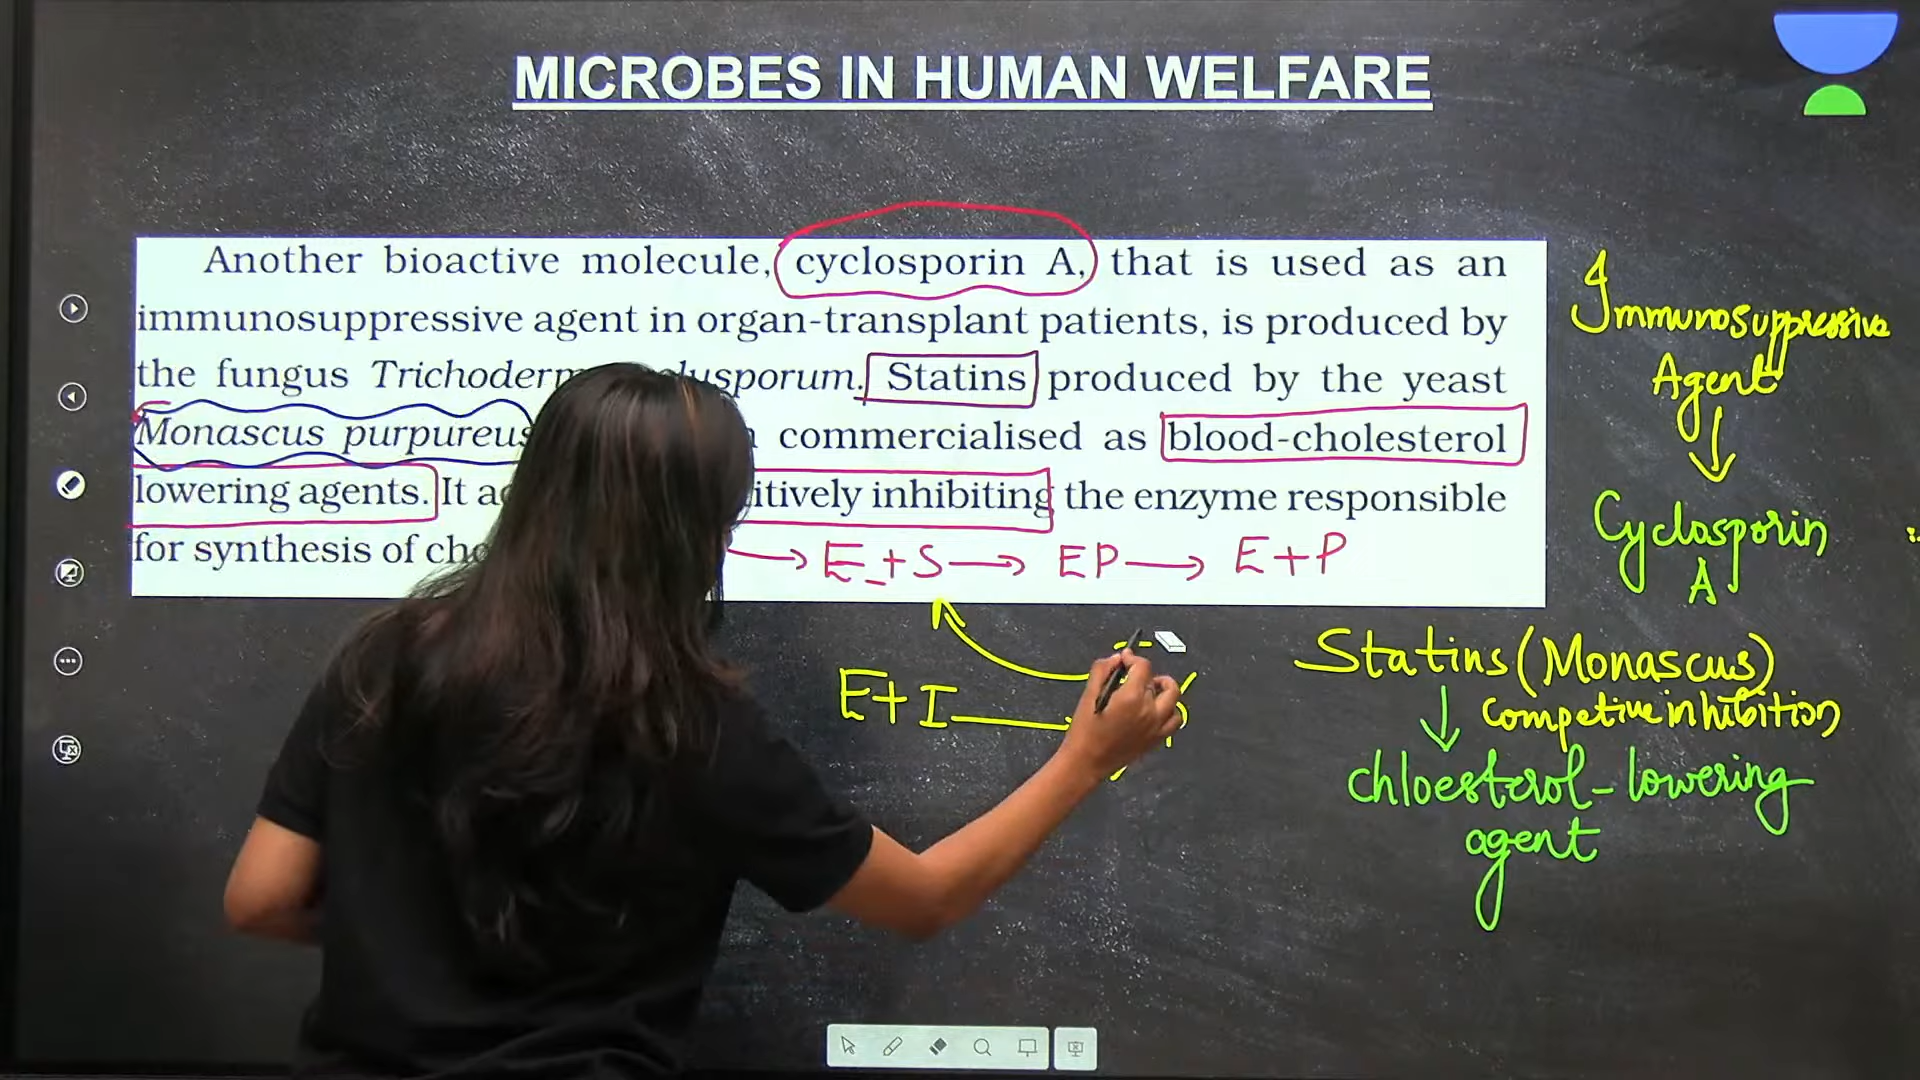 MICROBES IN HUMAN WELFARE
Another bioactive molecule, cyclosporin A, that is used as an
immunosuppressive agent in organ-transplant patients, is produced by
the fungus Trichoderm lusporum. Statins produced by the yeast
Monascus purpureus commercialised as blood-cholesterol
lowering agents. It itively inhibiting the enzyme responsible
for synthesis of cho
→ E + S → EP → E + P
E + I
Immunosuppressive
Agent
↓
Cyclosporin
A
Statins (Monascus)
↓ competive inhibition
chloesterol - lowering
agent